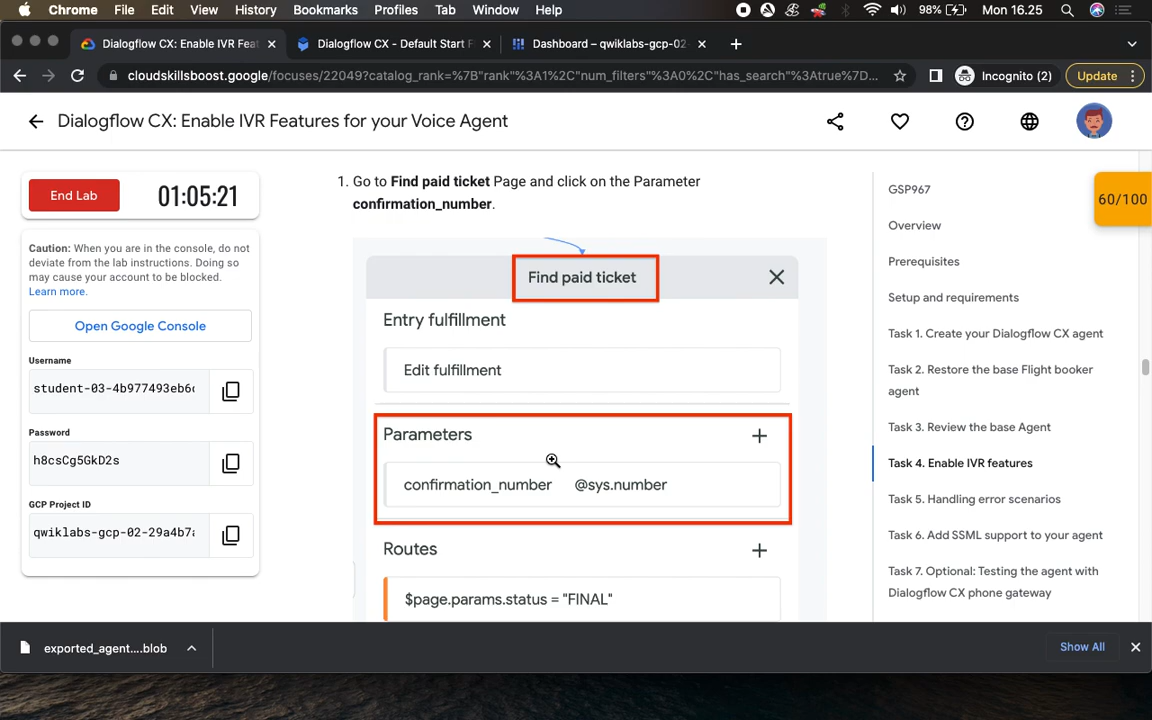 Chrome File Edit View History Bookmarks Profiles Tab Window Help 98% Mon 16.25
Dialogflow CX: Enable IVR Feat
Dialogflow CX - Default Start F
Dashboard – qwiklabs-gcp-02-
cloudskillsboost.google/focuses/22049?catalog_rank=%7B"rank"%3A1%2C"num_filters"%3A0%2C"has_search"%3Atrue%7D...
Incognito (2)
Update
Dialogflow CX: Enable IVR Features for your Voice Agent
End Lab
01:05:21
Caution: When you are in the console, do not
deviate from the lab instructions. Doing so
may cause your account to be blocked.
Learn more.
Open Google Console
Username
student-03-4b977493eb6
Password
h8csCg5GkD2s
GCP Project ID
qwiklabs-gcp-02-29a4b7
1. Go to Find paid ticket Page and click on the Parameter
confirmation_number.
Find paid ticket
Entry fulfillment
Edit fulfillment
Parameters
confirmation_number @sys.number
Routes
$page.params.status = "FINAL"
GSP967
Overview
Prerequisites
Setup and requirements
Task 1. Create your Dialogflow CX agent
Task 2. Restore the base Flight booker
agent
Task 3. Review the base Agent
Task 4. Enable IVR features
Task 5. Handling error scenarios
Task 6. Add SSML support to your agent
Task 7. Optional: Testing the agent with
Dialogflow CX phone gateway
60/100
exported_agent....blob
Show All